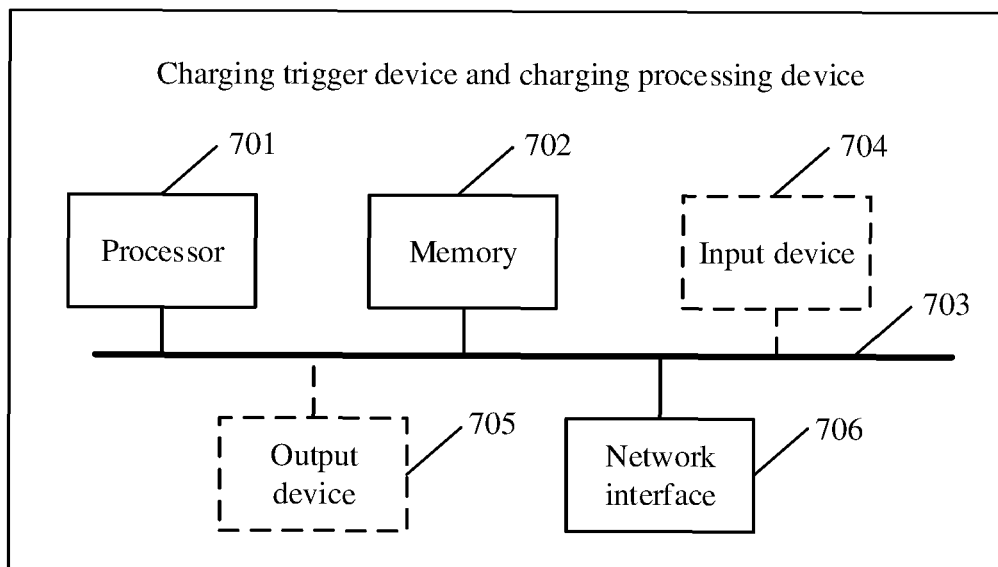 Charging trigger device and charging processing device
701
702
704
Processor
Memory
Input device
703
705
706
Output
device
Network
interface